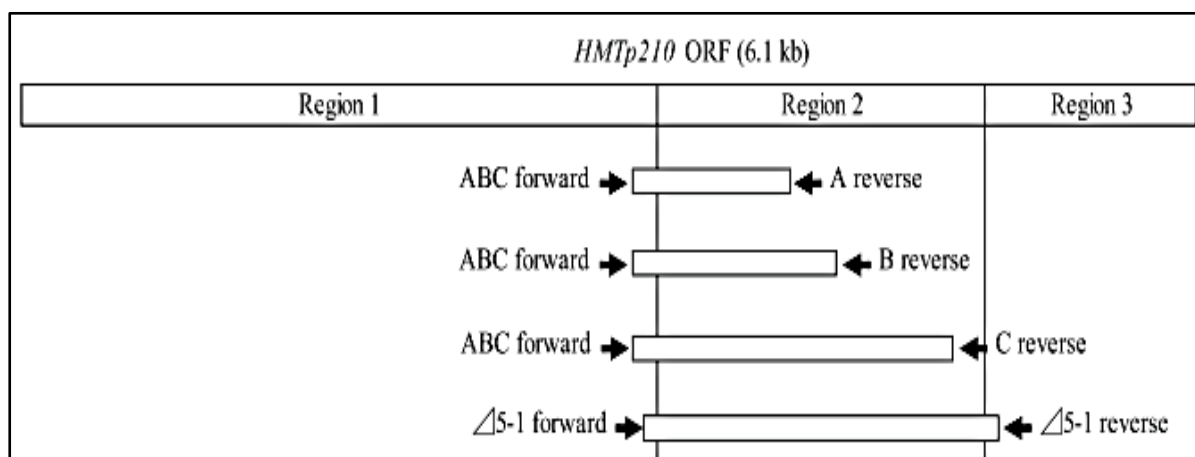 HMTp210 ORF (6.1 kb)
Region 1 Region 2 Region 3
ABC forward A reverse
ABC forward B reverse
ABC forward C reverse
⊿5-1 forward ⊿5-1 reverse